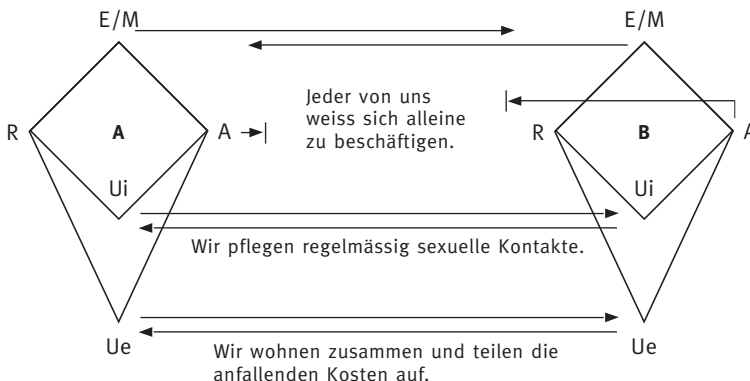 E/M
E/M
Jeder von uns
weiss sich alleine
zu beschäftigen.
R
A
A
R
B
A
Ui
Ui
Wir pflegen regelmässig sexuelle Kontakte.
Ue
Ue
Wir wohnen zusammen und teilen die
anfallenden Kosten auf.